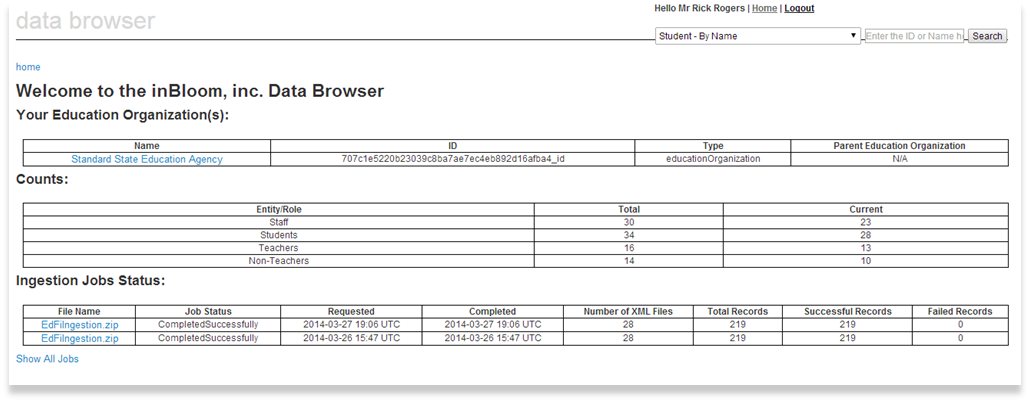 data browser
Hello Mr Rick Rogers | Home | Logout
Student - By Name Enter the ID or Name h Search
home
Welcome to the inBloom, inc. Data Browser
Your Education Organization(s):
Name ID Type Parent Education Organization
Standard State Education Agency 707c1e5220b23039c8ba7ae7ec4eb892d16afba4_id educationOrganization N/A
Counts:
Entity/Role Total Current
Staff 30 23
Students 34 28
Teachers 16 13
Non-Teachers 14 10
Ingestion Jobs Status:
File Name Job Status Requested Completed Number of XML Files Total Records Successful Records Failed Records
EdFiIngestion.zip CompletedSuccessfully 2014-03-27 19:06 UTC 2014-03-27 19:06 UTC 28 219 219 0
EdFiIngestion.zip CompletedSuccessfully 2014-03-26 15:47 UTC 2014-03-26 15:47 UTC 28 219 219 0
Show All Jobs